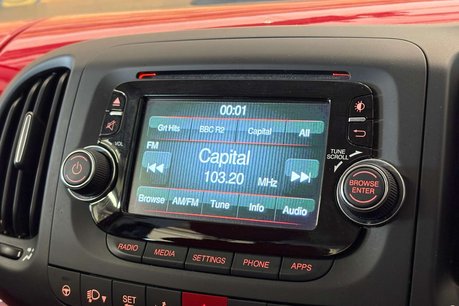 00:01
Grt Hits BBC R2 Capital All
FM
Capital
103.20 MHz
Browse AM/FM Tune Info Audio
VOL
TUNE
SCROLL
BROWSE
ENTER
RADIO MEDIA SETTINGS PHONE APPS
SET